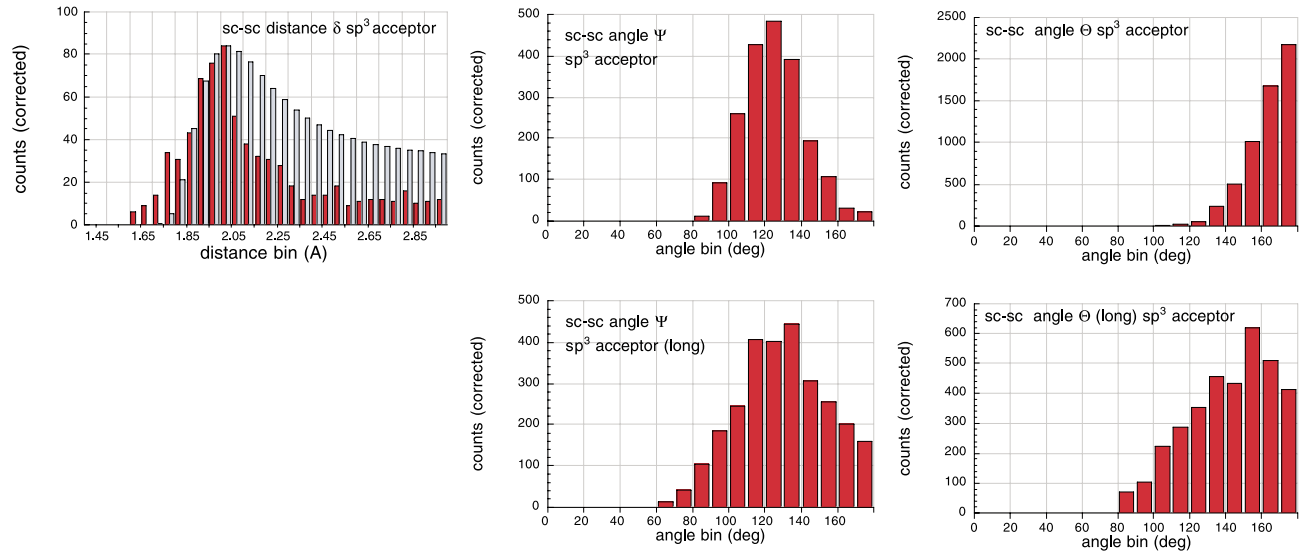 sc-sc distance δ sp³ acceptor
counts (corrected)
100
80
60
40
20
0
1.45 1.65 1.85 2.05 2.25 2.45 2.65 2.85
distance bin (A)
sc-sc angle Ψ
sp³ acceptor
counts (corrected)
500
400
300
200
100
0
0 20 40 60 80 100 120 140 160
angle bin (deg)
sc-sc angle Θ sp³ acceptor
counts (corrected)
2500
2000
1500
1000
500
0
0 20 40 60 80 100 120 140 160
angle bin (deg)
sc-sc angle Ψ
sp³ acceptor (long)
counts (corrected)
500
400
300
200
100
0
0 20 40 60 80 100 120 140 160
angle bin (deg)
sc-sc angle Θ (long) sp³ acceptor
counts (corrected)
700
600
500
400
300
200
100
0
0 20 40 60 80 100 120 140 160
angle bin (deg)